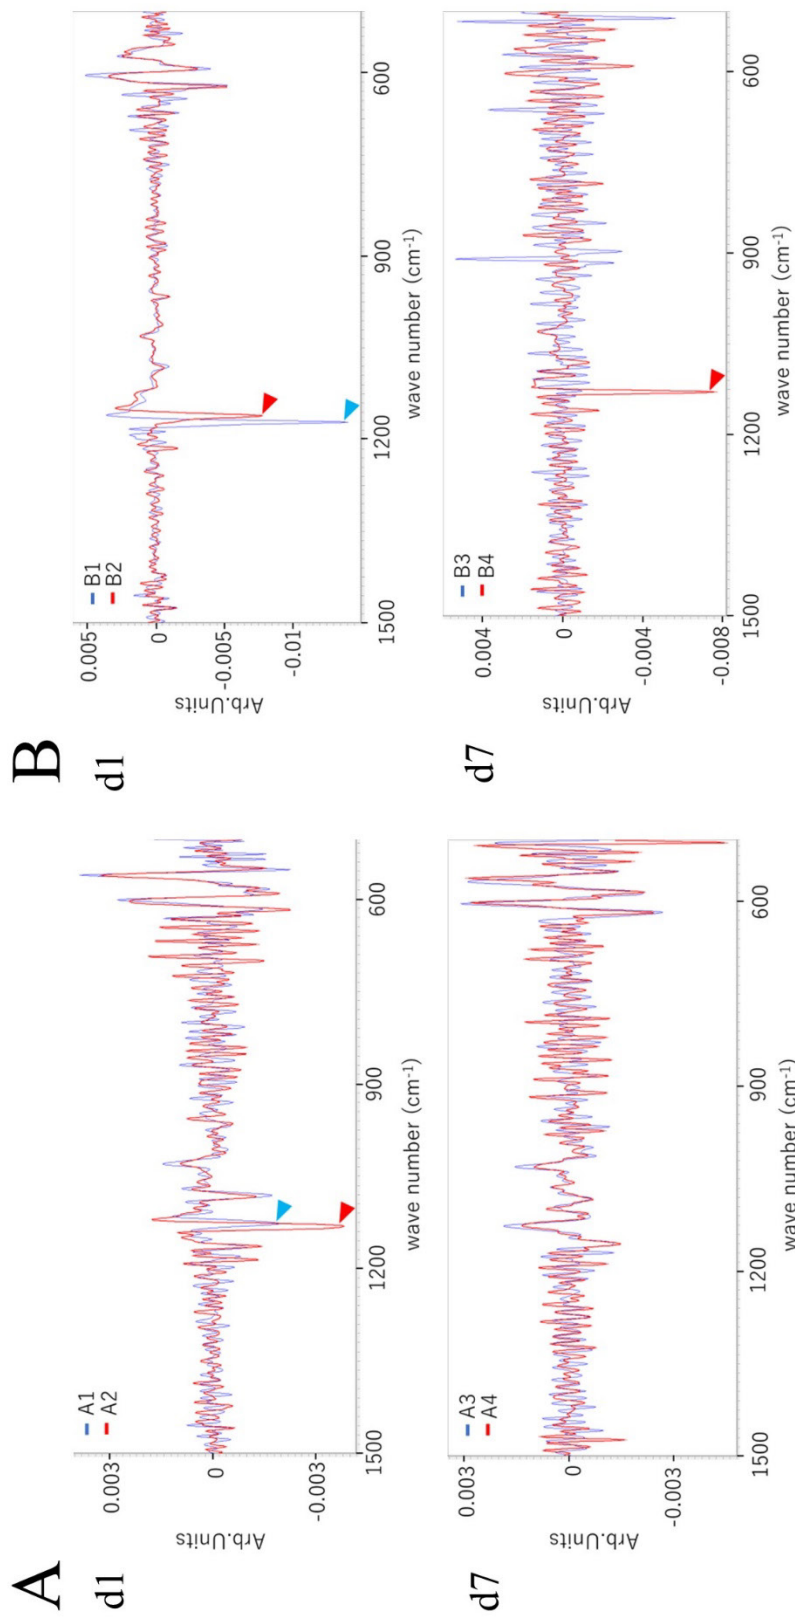 A
d1
A1
A2
0.003
0
-0.003
Arb.Units
1500
1200
900
600
wave number (cm-1)
d7
A3
A4
0.003
0
-0.003
Arb.Units
1500
1200
900
600
wave number (cm-1)
B
d1
B1
B2
0.005
0
-0.005
-0.01
Arb.Units
1500
1200
900
600
wave number (cm-1)
d7
B3
B4
0.004
0
-0.004
-0.008
Arb.Units
1500
1200
900
600
wave number (cm-1)